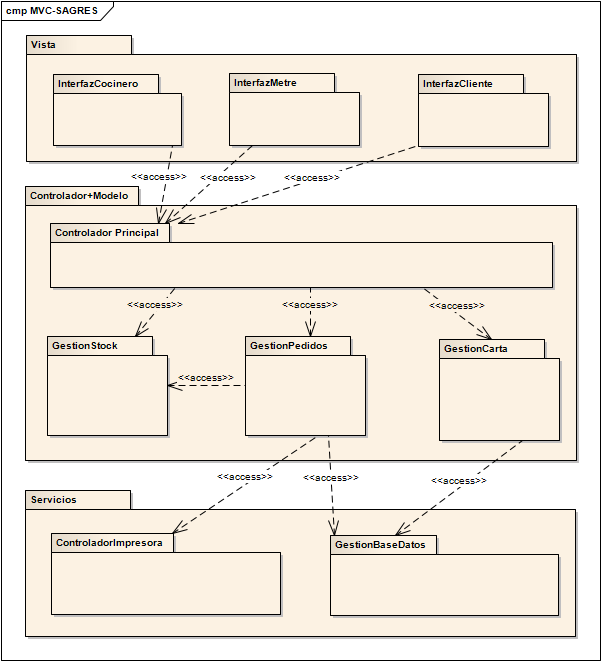 cmp MVC-SAGRES
Vista
InterfazCocinero
InterfazMetre
InterfazCliente
<<access>>
<<access>>
<<access>>
Controlador+Modelo
Controlador Principal
<<access>>
<<access>>
<<access>>
GestionStock
GestionPedidos
GestionCarta
<<access>>
<<access>>
<<access>>
<<access>>
Servicios
ControladorImpresora
GestionBaseDatos